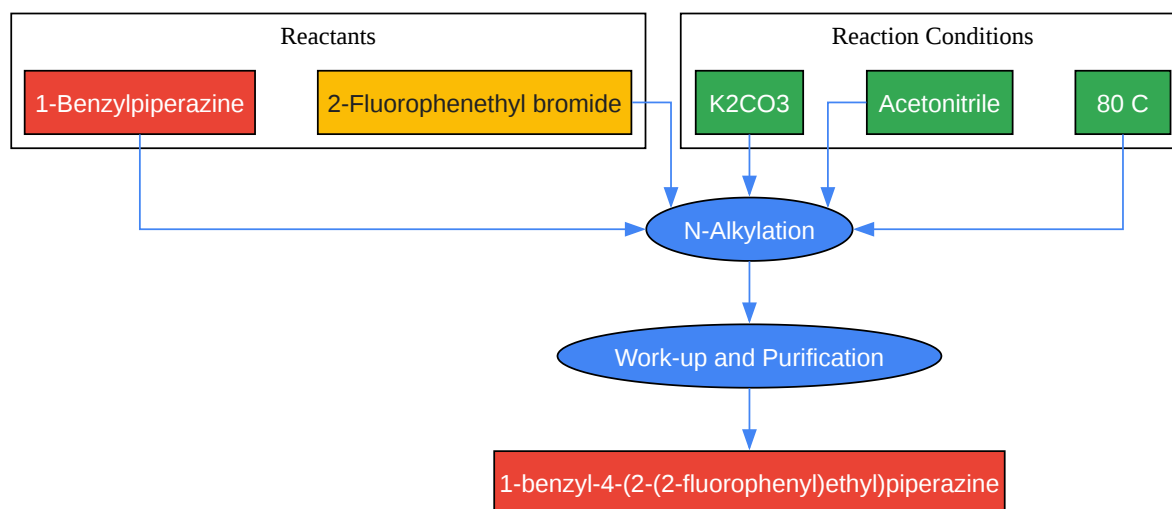 Reactants
Reaction Conditions
1-Benzylpiperazine
2-Fluorophenethyl bromide
K2CO3
Acetonitrile
80 C
N-Alkylation
Work-up and Purification
1-benzyl-4-(2-(2-fluorophenyl)ethyl)piperazine